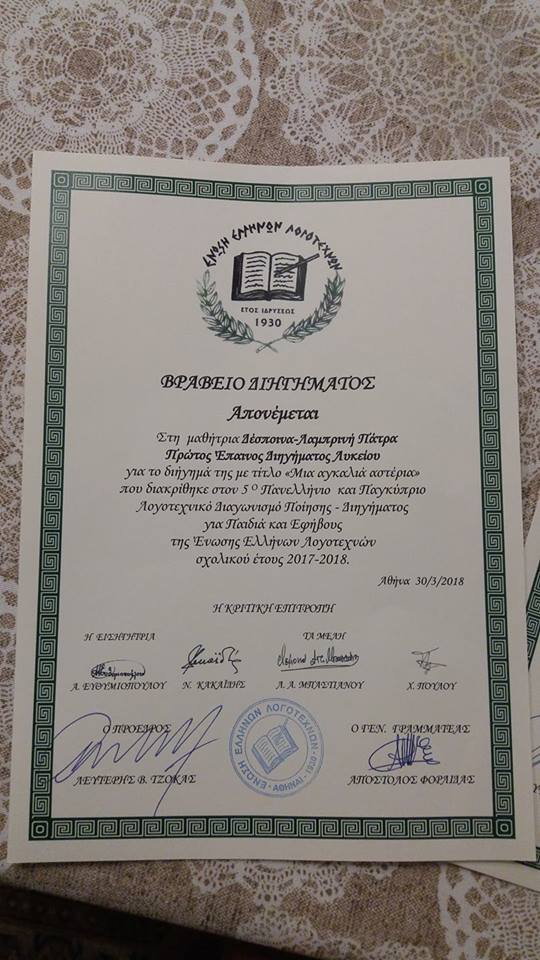 ΕΝΩΣΗ ΕΛΛΗΝΩΝ ΛΟΓΟΤΕΧΝΩΝ
ΕΤΟΣ ΙΔΡΥΣΕΩΣ
1930
ΒΡΑΒΕΙΟ ΔΙΗΓΗΜΑΤΟΣ
Απονέμεται
Στη μαθήτρια Δέσποινα-Λαμπρινή Πάτρα
Πρώτος Έπαινος Διηγήματος Λυκείου
για το διήγημά της με τίτλο «Μια αγκαλιά αστέρια»
που διακρίθηκε στον 5 Ο Πανελλήνιο και Παγκύπριο
Λογοτεχνικό Διαγωνισμό Ποίησης - Διηγήματος
για Παιδιά και Εφήβους
της Ένωσης Ελλήνων Λογοτεχνών
σχολικού έτους 2017-2018.
Αθήνα 30/3/2018
Η ΚΡΙΤΙΚΗ ΕΠΙΤΡΟΠΗ
Η ΕΙΣΗΓΗΤΡΙΑ ΤΑ ΜΕΛΗ
Α. ΕΥΘΥΜΙΟΠΟΥΛΟΥ Ν. ΚΑΚΑΪΔΗΣ Λ. Α. ΜΠΑΣΤΙΑΝΟΥ Χ. ΠΟΥΛΟΥ
Ο ΠΡΟΕΔΡΟΣ Ο ΓΕΝ. ΓΡΑΜΜΑΤΕΑΣ
ΕΝΩΣΗ ΕΛΛΗΝΩΝ ΛΟΓΟΤΕΧΝΩΝ · 1930 · ΑΘΗΝΑΙ ·
ΛΕΥΤΕΡΗΣ Β. ΤΖΟΚΑΣ ΑΠΟΣΤΟΛΟΣ ΦΟΡΛΙΔΑΣ